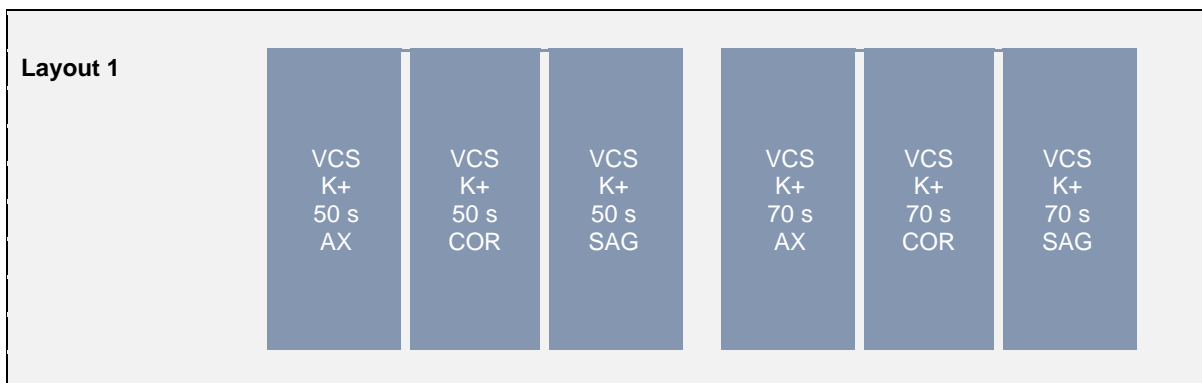 Layout 1
VCS
K+
50 s
AX
VCS
K+
50 s
COR
VCS
K+
50 s
SAG
VCS
K+
70 s
AX
VCS
K+
70 s
COR
VCS
K+
70 s
SAG